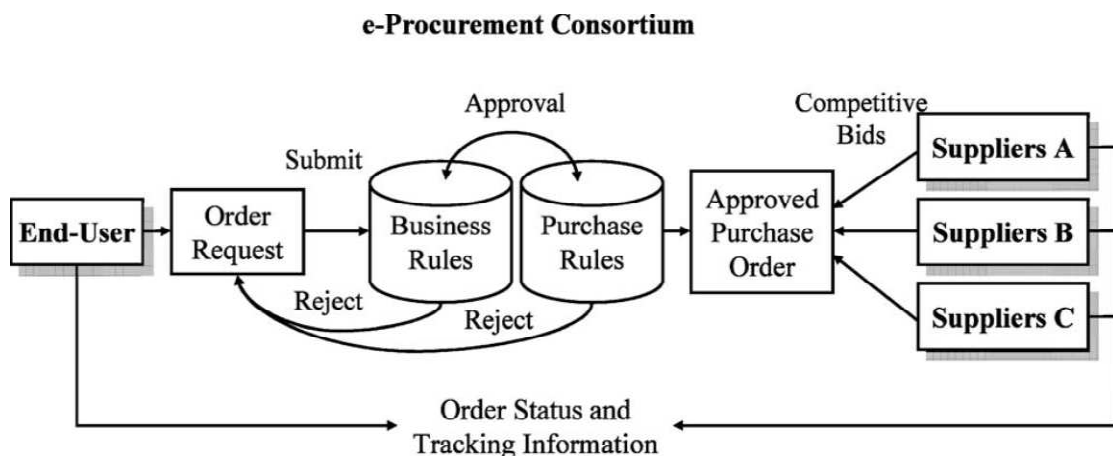 e-Procurement Consortium
Approval
Competitive
Bids
Submit
Suppliers A
End-User
Order
Request
Business
Rules
Purchase
Rules
Approved
Purchase
Order
Suppliers B
Reject
Reject
Suppliers C
Order Status and
Tracking Information